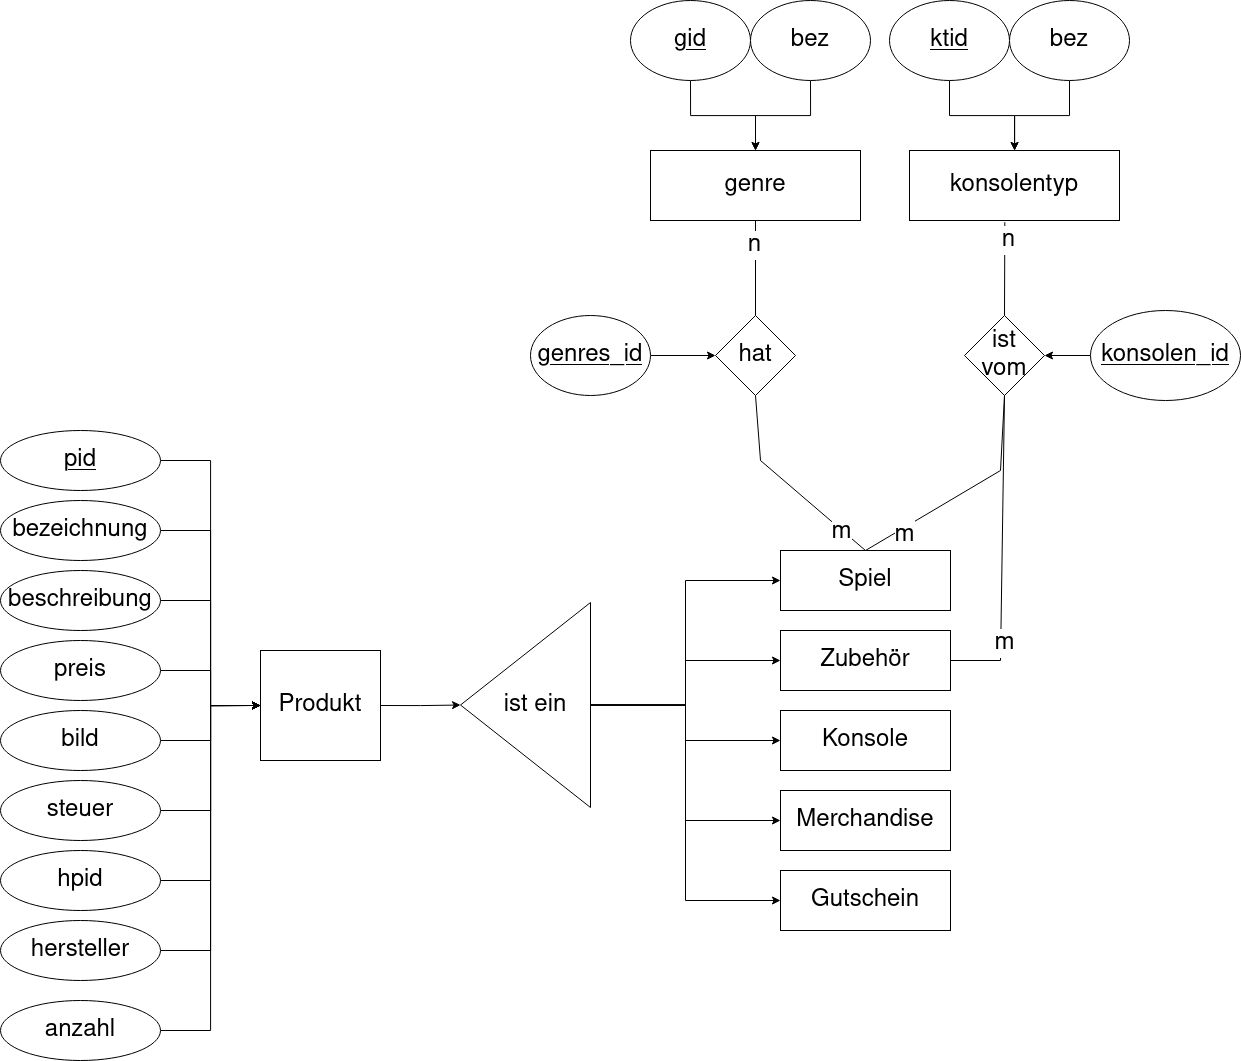 gid
bez
ktid
bez
genre
konsolentyp
n
n
genres_id
hat
ist
vom
konsolen_id
pid
bezeichnung
beschreibung
preis
bild
steuer
hpid
hersteller
anzahl
Produkt
ist ein
m
m
Spiel
m
Zubehör
Konsole
Merchandise
Gutschein